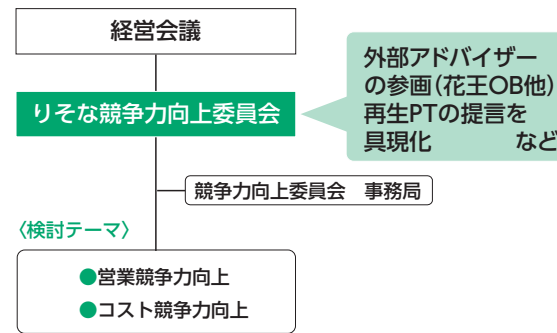 経営会議
りそな競争力向上委員会
外部アドバイザー
の参画(花王OB他)
再生PTの提言を
具現化 など
競争力向上委員会 事務局
〈検討テーマ〉
●営業競争力向上
●コスト競争力向上